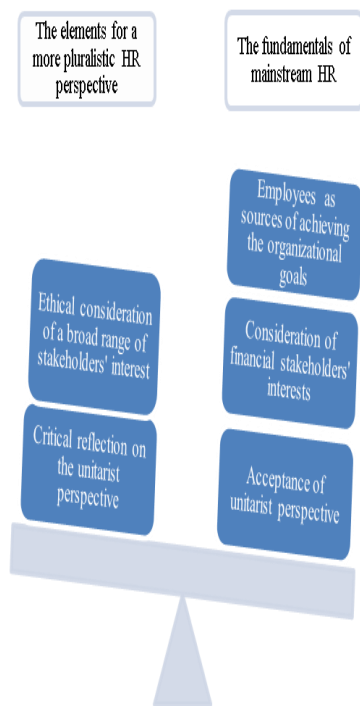 The elements for a
more pluralistic HR
perspective
The fundamentals of
mainstream HR
Ethical consideration
of a broad range of
stakeholders' interest
Critical reflection on
the unitarist
perspective
Employees as
sources of achieving
the organizational
goals
Consideration of
financial stakeholders'
interests
Acceptance of
unitarist perspective